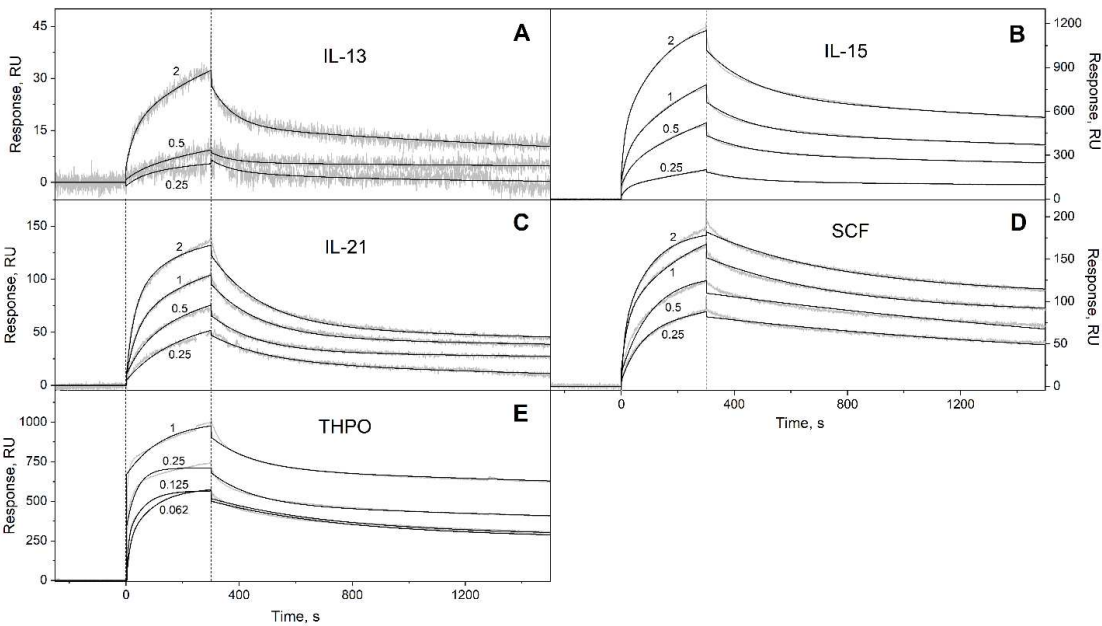 A
IL-13
Response, RU
45
30
15
0
2
0.5
0.25
B
IL-15
Response, RU
1200
900
600
300
0
2
1
0.5
0.25
C
IL-21
Response, RU
150
100
50
0
2
1
0.5
0.25
D
SCF
Response, RU
200
150
100
50
0
2
1
0.5
0.25
0
400
800
1200
Time, s
E
THPO
Response, RU
1000
750
500
250
0
1
0.25
0.125
0.062
0
400
800
1200
Time, s